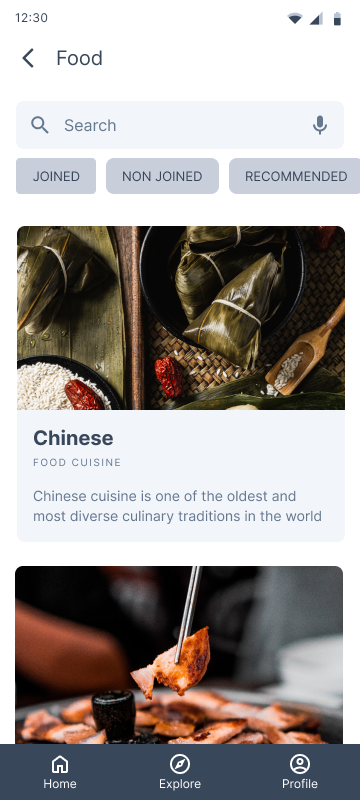 12:30
Food
Search
JOINED
NON JOINED
RECOMMENDED
Chinese
FOOD CUISINE
Chinese cuisine is one of the oldest and
most diverse culinary traditions in the world
Home
Explore
Profile